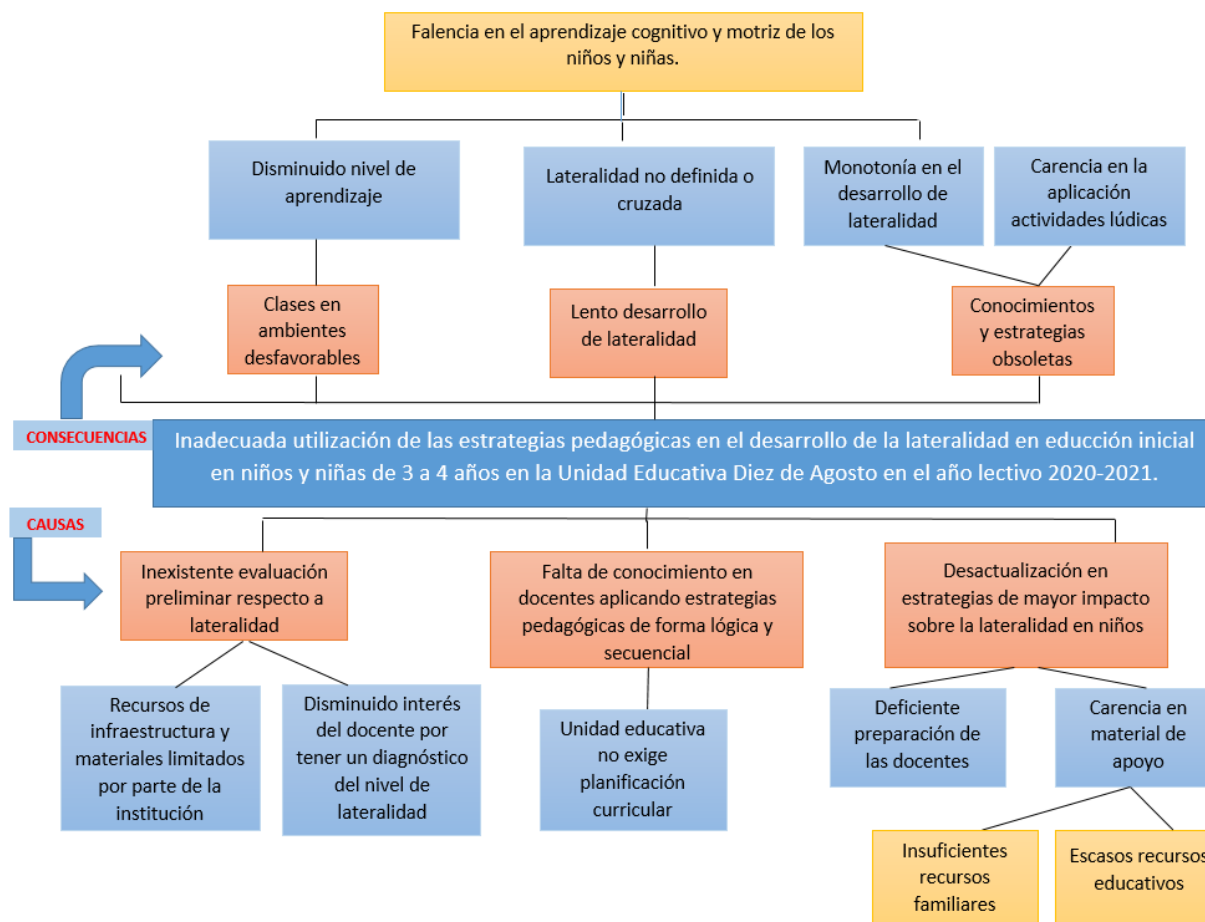 Falencia en el aprendizaje cognitivo y motriz de los
niños y niñas.
Disminuido nivel de
aprendizaje
Lateralidad no definida o
cruzada
Monotonía en el
desarrollo de
lateralidad
Carencia en la
aplicación
actividades lúdicas
Clases en
ambientes
desfavorables
Lento desarrollo
de lateralidad
Conocimientos
y estrategias
obsoletas
CONSECUENCIAS
Inadecuada utilización de las estrategias pedagógicas en el desarrollo de la lateralidad en educción inicial
en niños y niñas de 3 a 4 años en la Unidad Educativa Diez de Agosto en el año lectivo 2020-2021.
CAUSAS
Inexistente evaluación
preliminar respecto a
lateralidad
Falta de conocimiento en
docentes aplicando estrategias
pedagógicas de forma lógica y
secuencial
Desactualización en
estrategias de mayor impacto
sobre la lateralidad en niños
Recursos de
infraestructura y
materiales limitados
por parte de la
institución
Disminuido interés
del docente por
tener un diagnóstico
del nivel de
lateralidad
Unidad educativa
no exige
planificación
curricular
Deficiente
preparación de
las docentes
Carencia en
material de
apoyo
Insuficientes
recursos
familiares
Escasos recursos
educativos